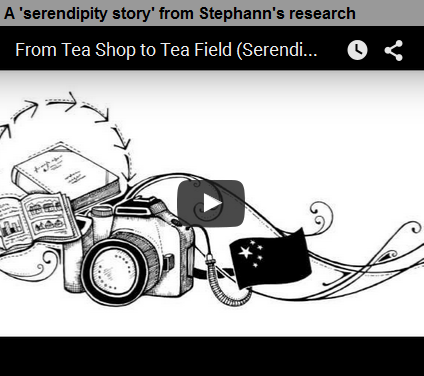 A 'serendipity story' from Stephann's research
From Tea Shop to Tea Field (Serendi...